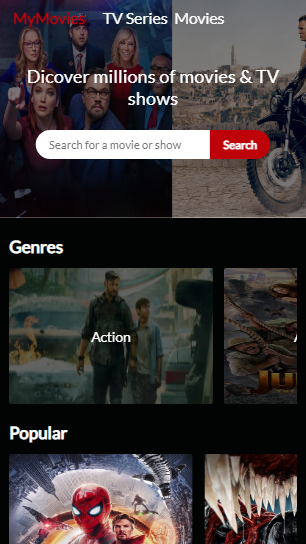 MyMovies TV Series Movies
Dicover millions of movies & TV
shows
Search for a movie or show Search
Genres
Action
Popular